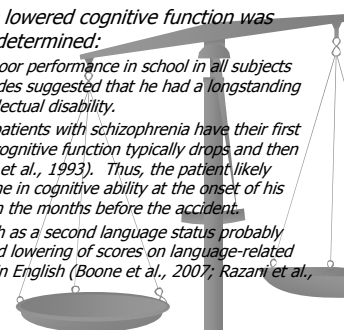 lowered cognitive function was
determined:
oor performance in school in all subjects
des suggested that he had a longstanding
lectual disability.
patients with schizophrenia have their first
cognitive function typically drops and then
et al., 1993). Thus, the patient likely
ne in cognitive ability at the onset of his
n the months before the accident.
h as a second language status probably
d lowering of scores on language-related
in English (Boone et al., 2007; Razani et al.,